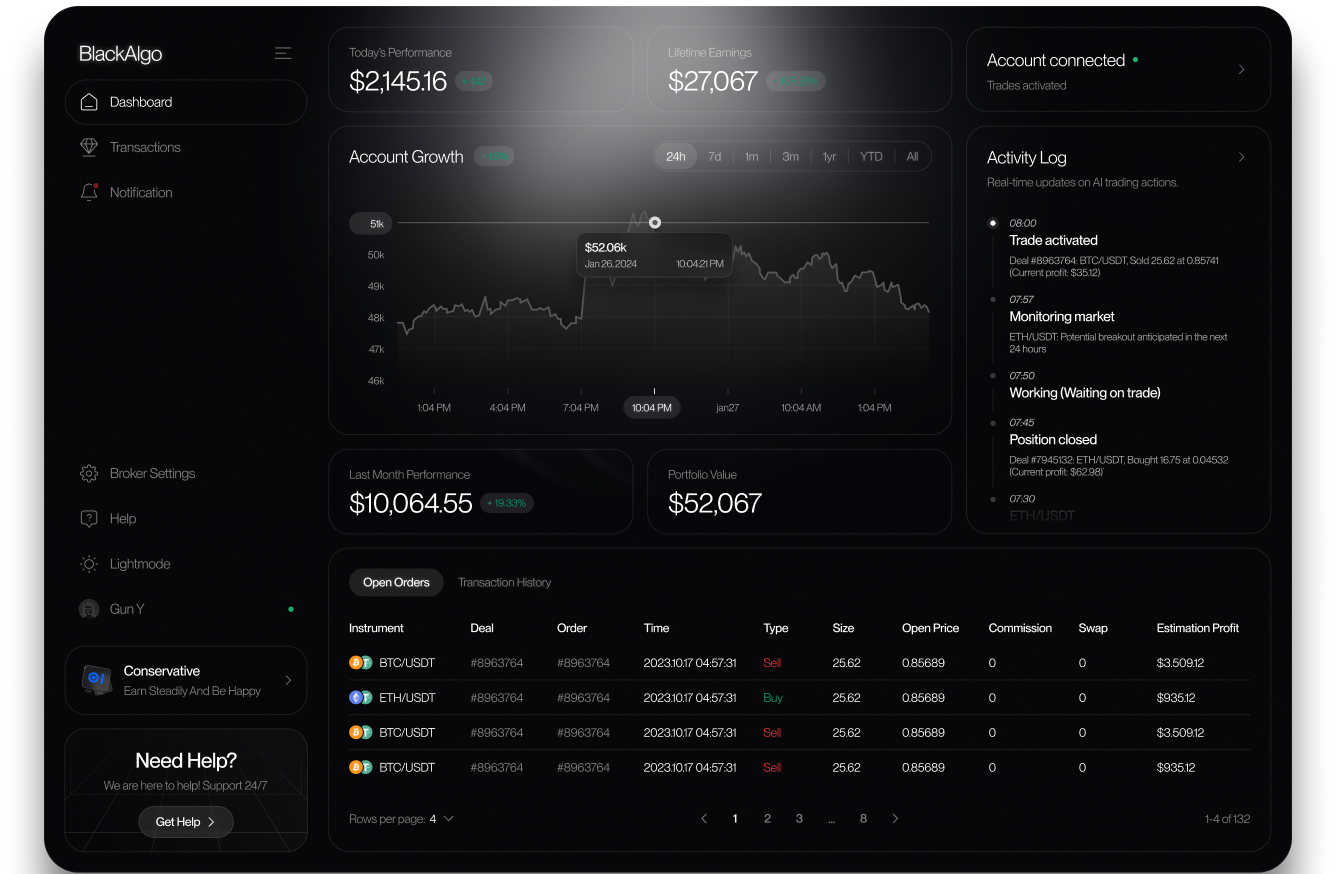 BlackAlgo
Dashboard
Transactions
Notification
Broker Settings
Help
Lightmode
Gun Y
Conservative
Earn Steadily And Be Happy
Need Help?
We are here to help! Support 24/7
Get Help
Today's Performance
$2,145.16
Lifetime Earnings
$27,067
Account connected
Trades activated
Account Growth
24h 7d 1m 3m 1yr YTD All
51k
50k
49k
48k
47k
46k
$52.06k
Jan 26, 2024 10:04:21 PM
1:04 PM 4:04 PM 7:04 PM 10:04 PM jan27 10:04 AM 1:04 PM
Activity Log
Real-time updates on AI trading actions.
08:00
Trade activated
Deal #8963764: BTC/USDT, Sold 25.62 at 0.85741
(Current profit: $35.12)
07:57
Monitoring market
ETH/USDT: Potential breakout anticipated in the next
24 hours
07:50
Working (Waiting on trade)
07:45
Position closed
Deal #7945132: ETH/USDT, Bought 16.75 at 0.04532
(Current profit: $62.98)'
07:30
ETH/USDT
Last Month Performance
$10,064.55 + 19.33%
Portfolio Value
$52,067
Open Orders Transaction History
Instrument Deal Order Time Type Size Open Price Commission Swap Estimation Profit
BTC/USDT #8963764 #8963764 2023.10.17 04:57:31 Sell 25.62 0.85689 0 0 $3.509.12
ETH/USDT #8963764 #8963764 2023.10.17 04:57:31 Buy 25.62 0.85689 0 0 $935.12
BTC/USDT #8963764 #8963764 2023.10.17 04:57:31 Sell 25.62 0.85689 0 0 $3.509.12
BTC/USDT #8963764 #8963764 2023.10.17 04:57:31 Sell 25.62 0.85689 0 0 $935.12
Rows per page: 4
1 2 3 ... 8
1-4 of 132